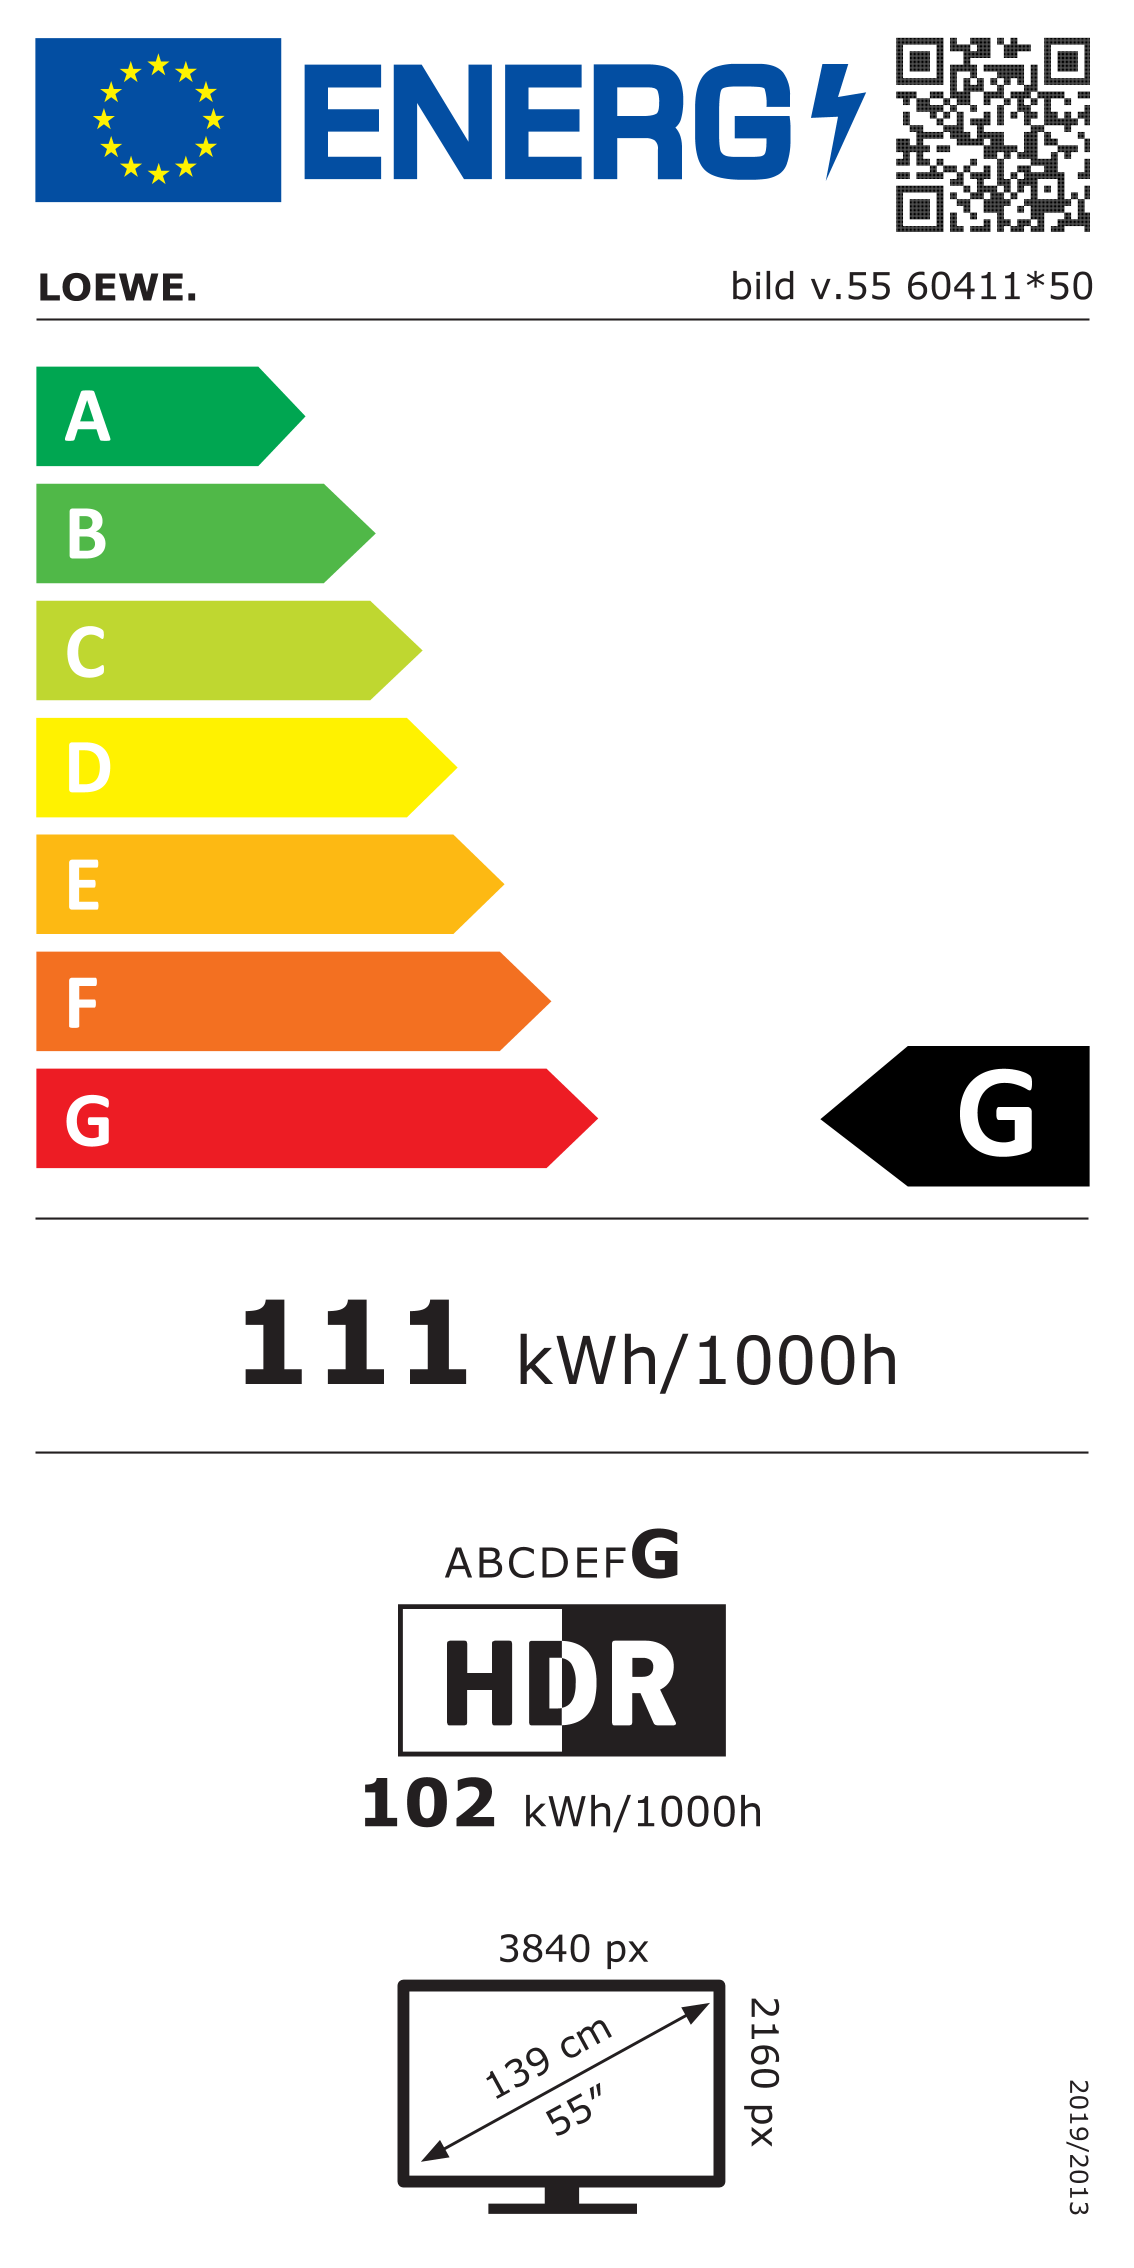 ENERG
LOEWE.
bild v.55 60411*50
A
B
C
D
E
F
G
G
111 kWh/1000h
ABCDEFG
HDR
102 kWh/1000h
3840 px
139 cm
55”
2160 px
2019/2013